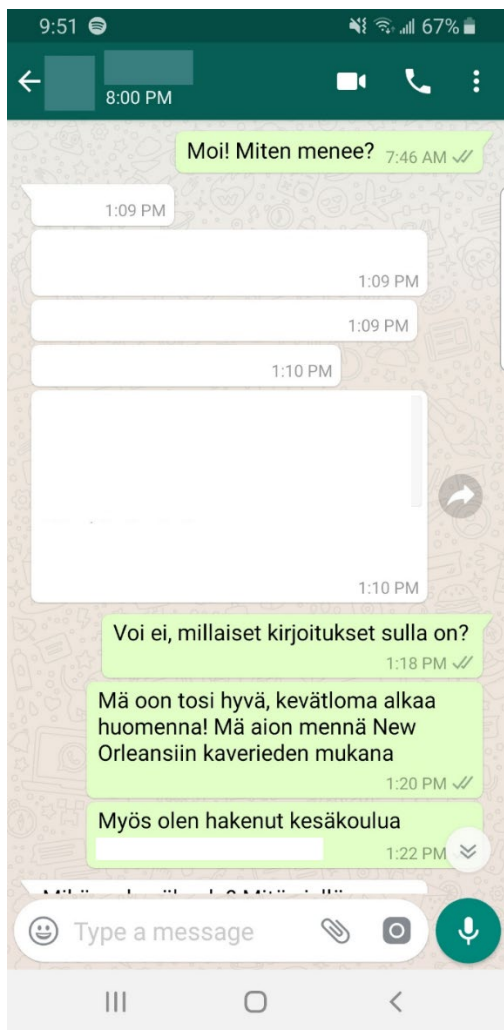 9:51 67%
8:00 PM
Moi! Miten menee? 7:46 AM
1:09 PM
1:09 PM
1:09 PM
1:10 PM
1:10 PM
Voi ei, millaiset kirjoitukset sulla on?
1:18 PM
Mä oon tosi hyvä, kevätloma alkaa
huomenna! Mä aion mennä New
Orleansiin kaverieden mukana
1:20 PM
Myös olen hakenut kesäkoulua
1:22 PM
Type a message